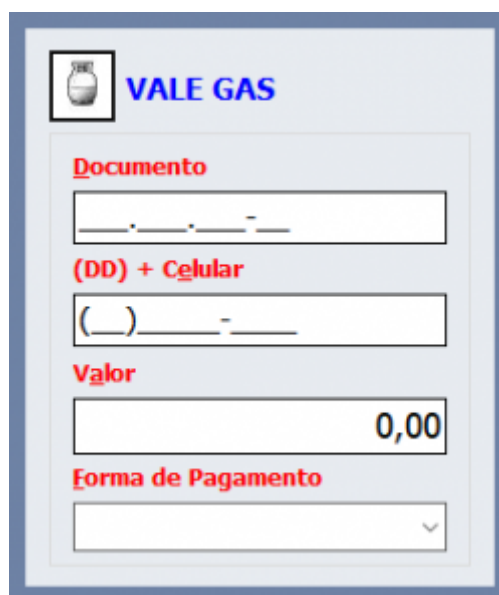 VALE GAS
Documento
___.___.___-__
(DD) + Celular
(__)_____-____
Valor
0,00
Forma de Pagamento